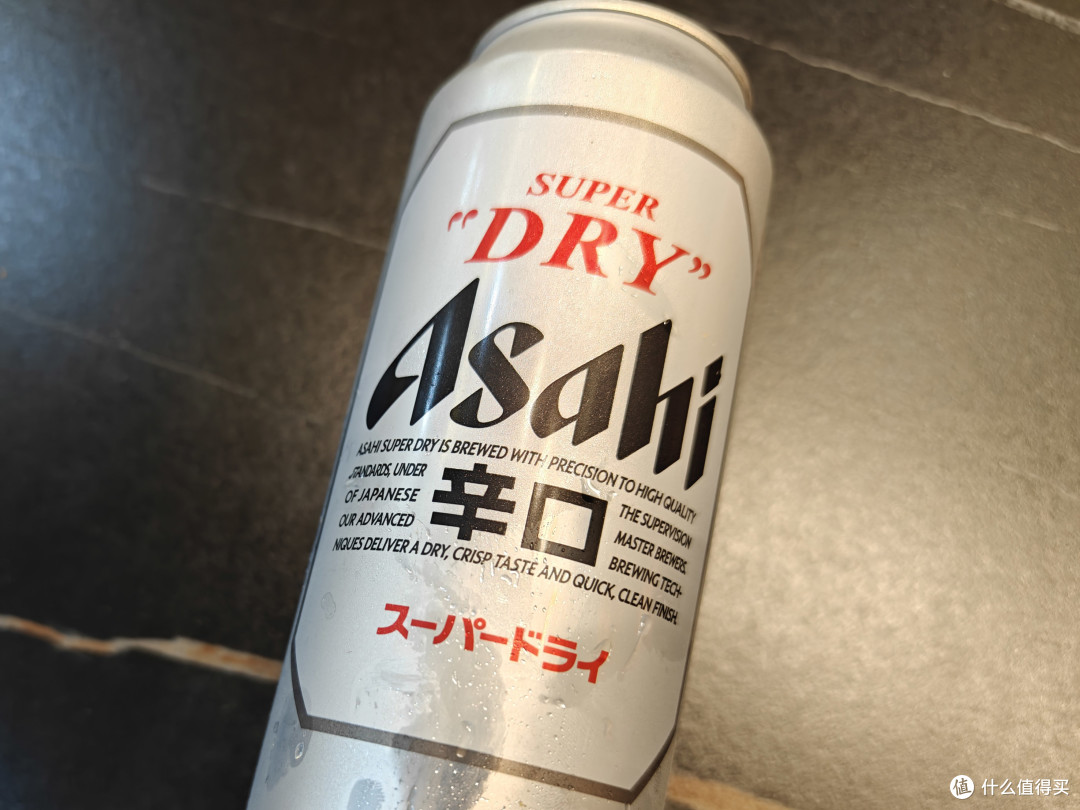 SUPER
"DRY"
Asahi
ASAHI SUPER DRY IS BREWED WITH PRECISION TO HIGH QUALITY
STANDARDS, UNDER THE SUPERVISION
OF JAPANESE MASTER BREWERS.
OUR ADVANCED BREWING TECH-
NIQUES DELIVER A DRY, CRISP TASTE AND QUICK, CLEAN FINISH.
辛口
スーパードライ
值 什么值得买